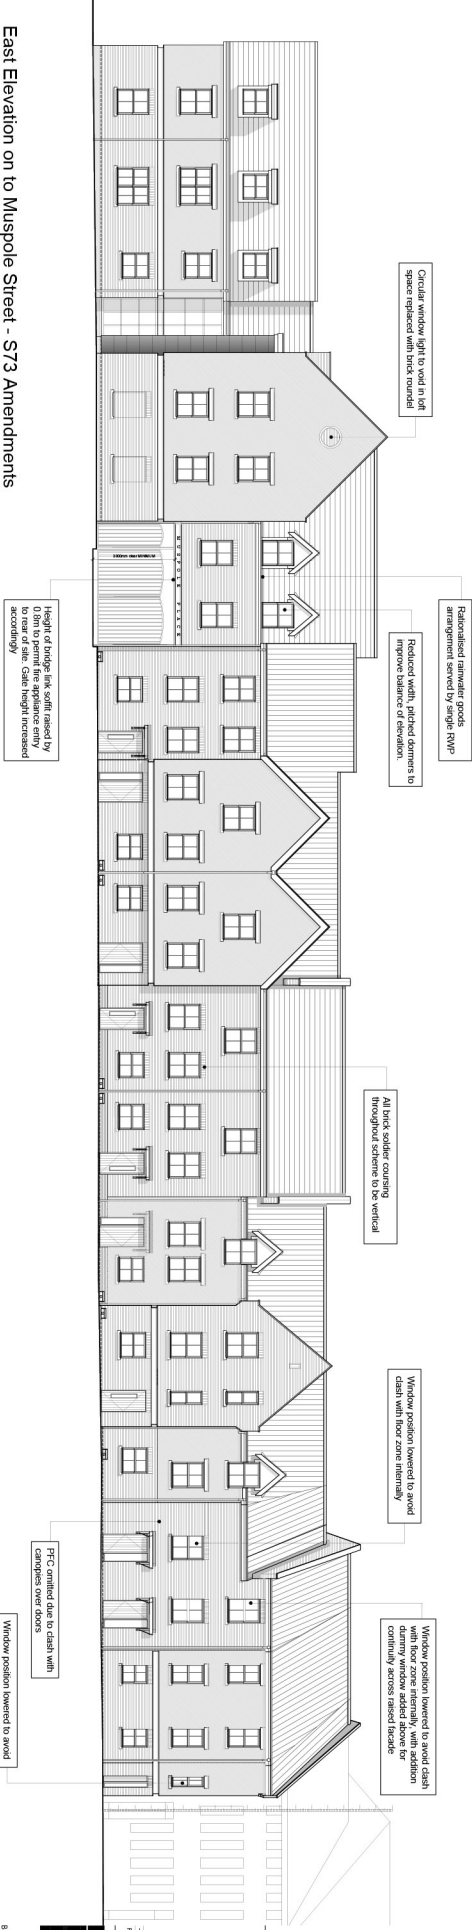 East Elevation on to Muspole Street - S73 Amendments
Circular window light to void in loft
space replaced with brick roundel
Rationalised rainwater goods
arrangement served by single RWP
Reduced width, pitched dormers to
improve balance of elevation.
MUSPOLE PLACE
Height of bridge link soffit raised by
0.8m to permit fire appliance entry
to rear of site. Gate height increased
accordingly
All brick soldier coursing
throughout scheme to be vertical
Window position lowered to avoid
clash with floor zone internally
Window position lowered to avoid clash
with floor zone internally, with addition
dummy window added above for
continuity across raised facade
PFC omitted due to clash with
canopies over doors
Window position lowered to avoid